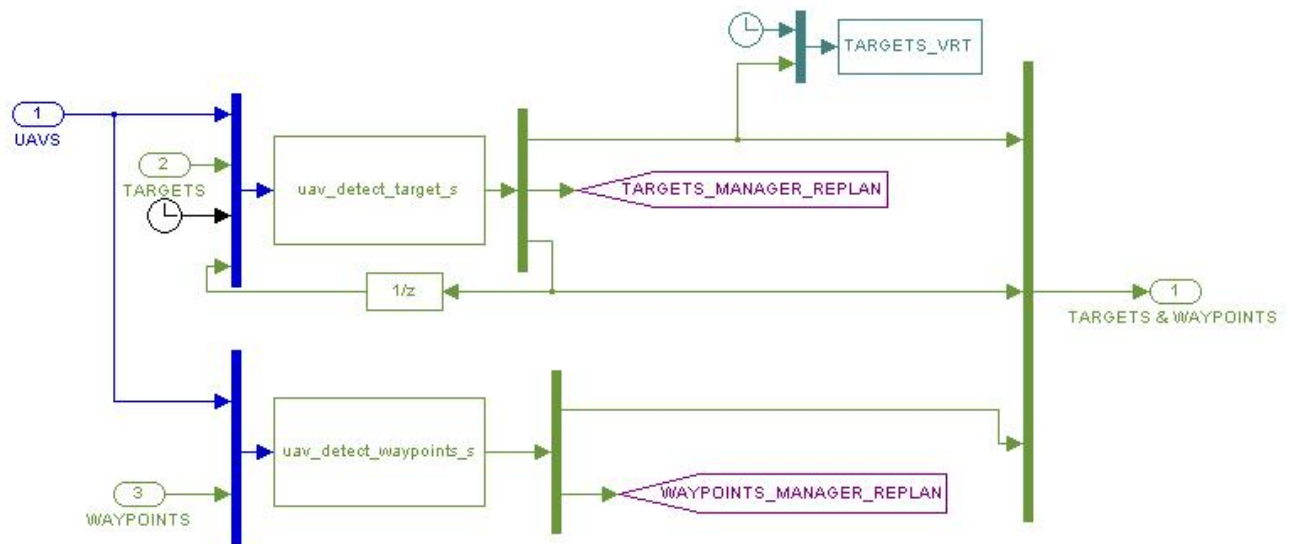 TARGETS_VRT
1
UAVS
2
TARGETS
uav_detect_target_s
TARGETS_MANAGER_REPLAN
1/z
1
TARGETS & WAYPOINTS
uav_detect_waypoints_s
3
WAYPOINTS
WAYPOINTS_MANAGER_REPLAN